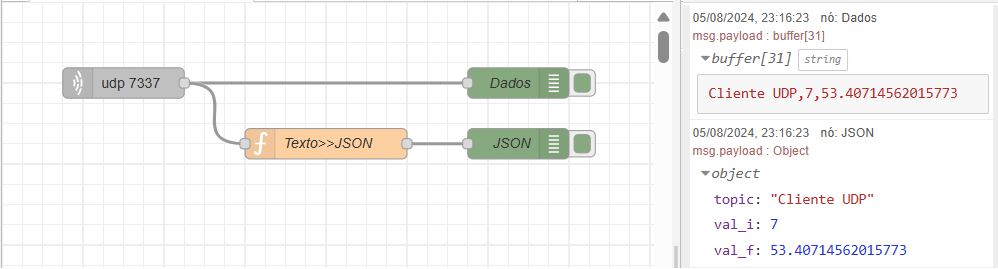 udp 7337
Dados
Texto>>JSON
JSON
05/08/2024, 23:16:23 nó: Dados
msg.payload : buffer[31]
buffer[31] string
Cliente UDP,7,53.40714562015773
05/08/2024, 23:16:23 nó: JSON
msg.payload : Object
object
topic: "Cliente UDP"
val_i: 7
val_f: 53.40714562015773